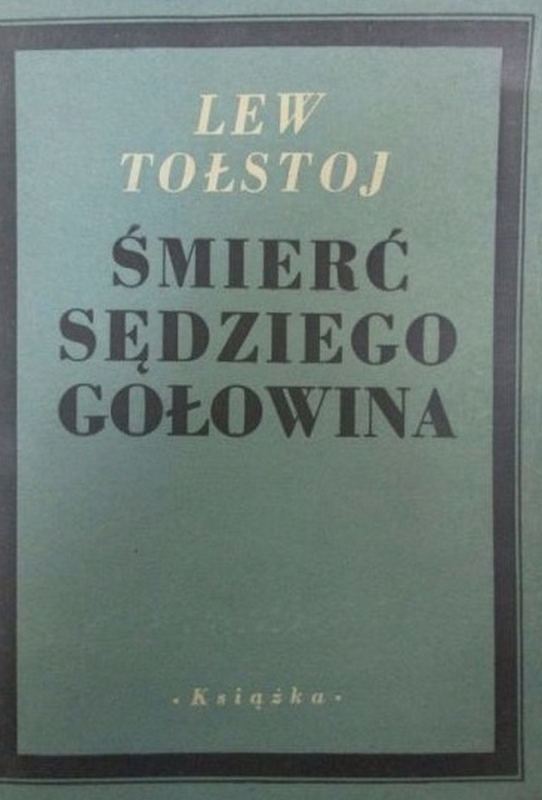 LEW
TOŁSTOJ
ŚMIERĆ
SĘDZIEGO
GOŁOWINA
• Książka •